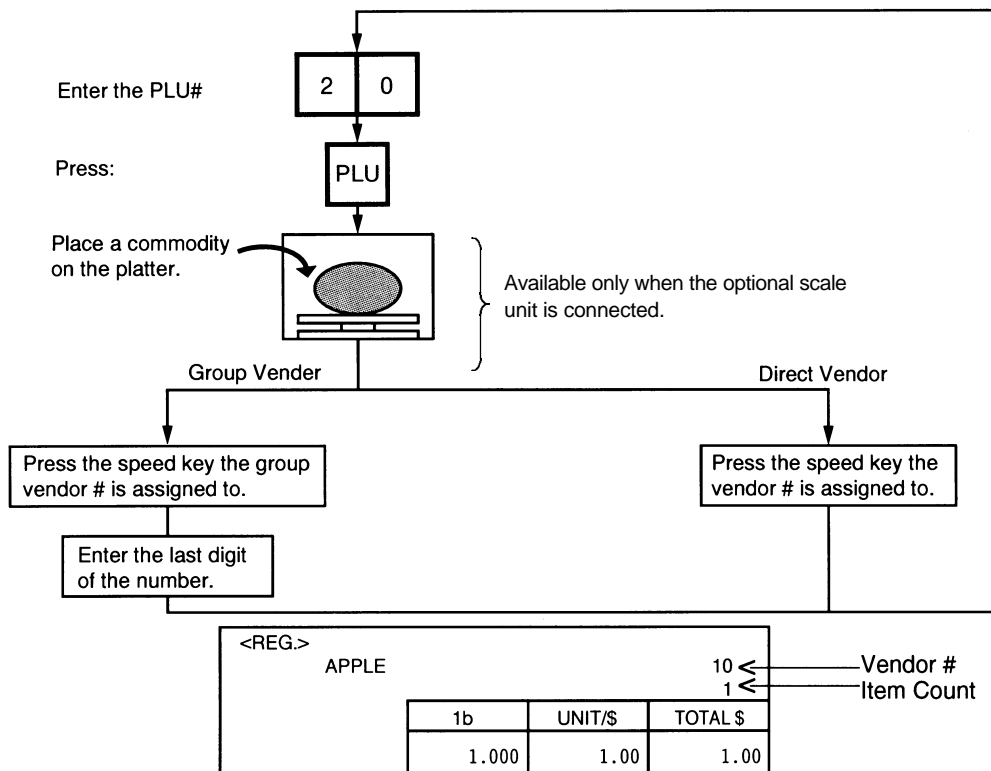 Enter the PLU#
2 0
Press:
PLU
Place a commodity
on the platter.
Available only when the optional scale
unit is connected.
Group Vender
Direct Vendor
Press the speed key the group
vendor # is assigned to.
Press the speed key the
vendor # is assigned to.
Enter the last digit
of the number.
<REG.>
APPLE
10
Vendor #
1
Item Count
1b UNIT/$ TOTAL $
1.000 1.00 1.00